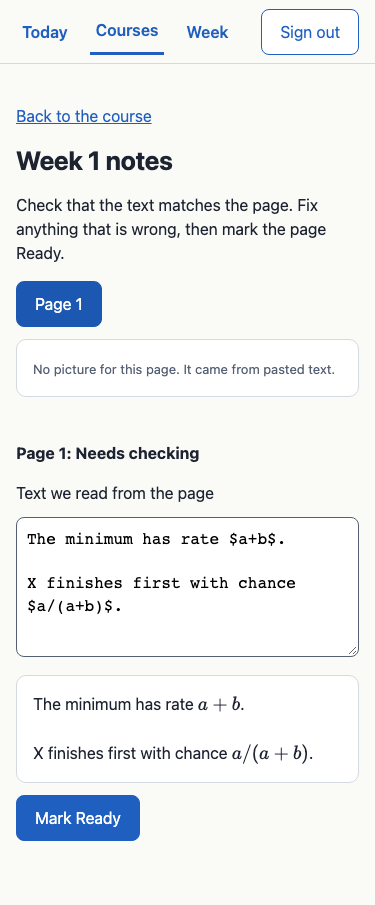 Today Courses Week Sign out
Back to the course
Week 1 notes
Check that the text matches the page. Fix
anything that is wrong, then mark the page
Ready.
Page 1
No picture for this page. It came from pasted text.
Page 1: Needs checking
Text we read from the page
The minimum has rate $a+b$.
X finishes first with chance
$a/(a+b)$.
The minimum has rate a + b.
X finishes first with chance a/(a + b).
Mark Ready